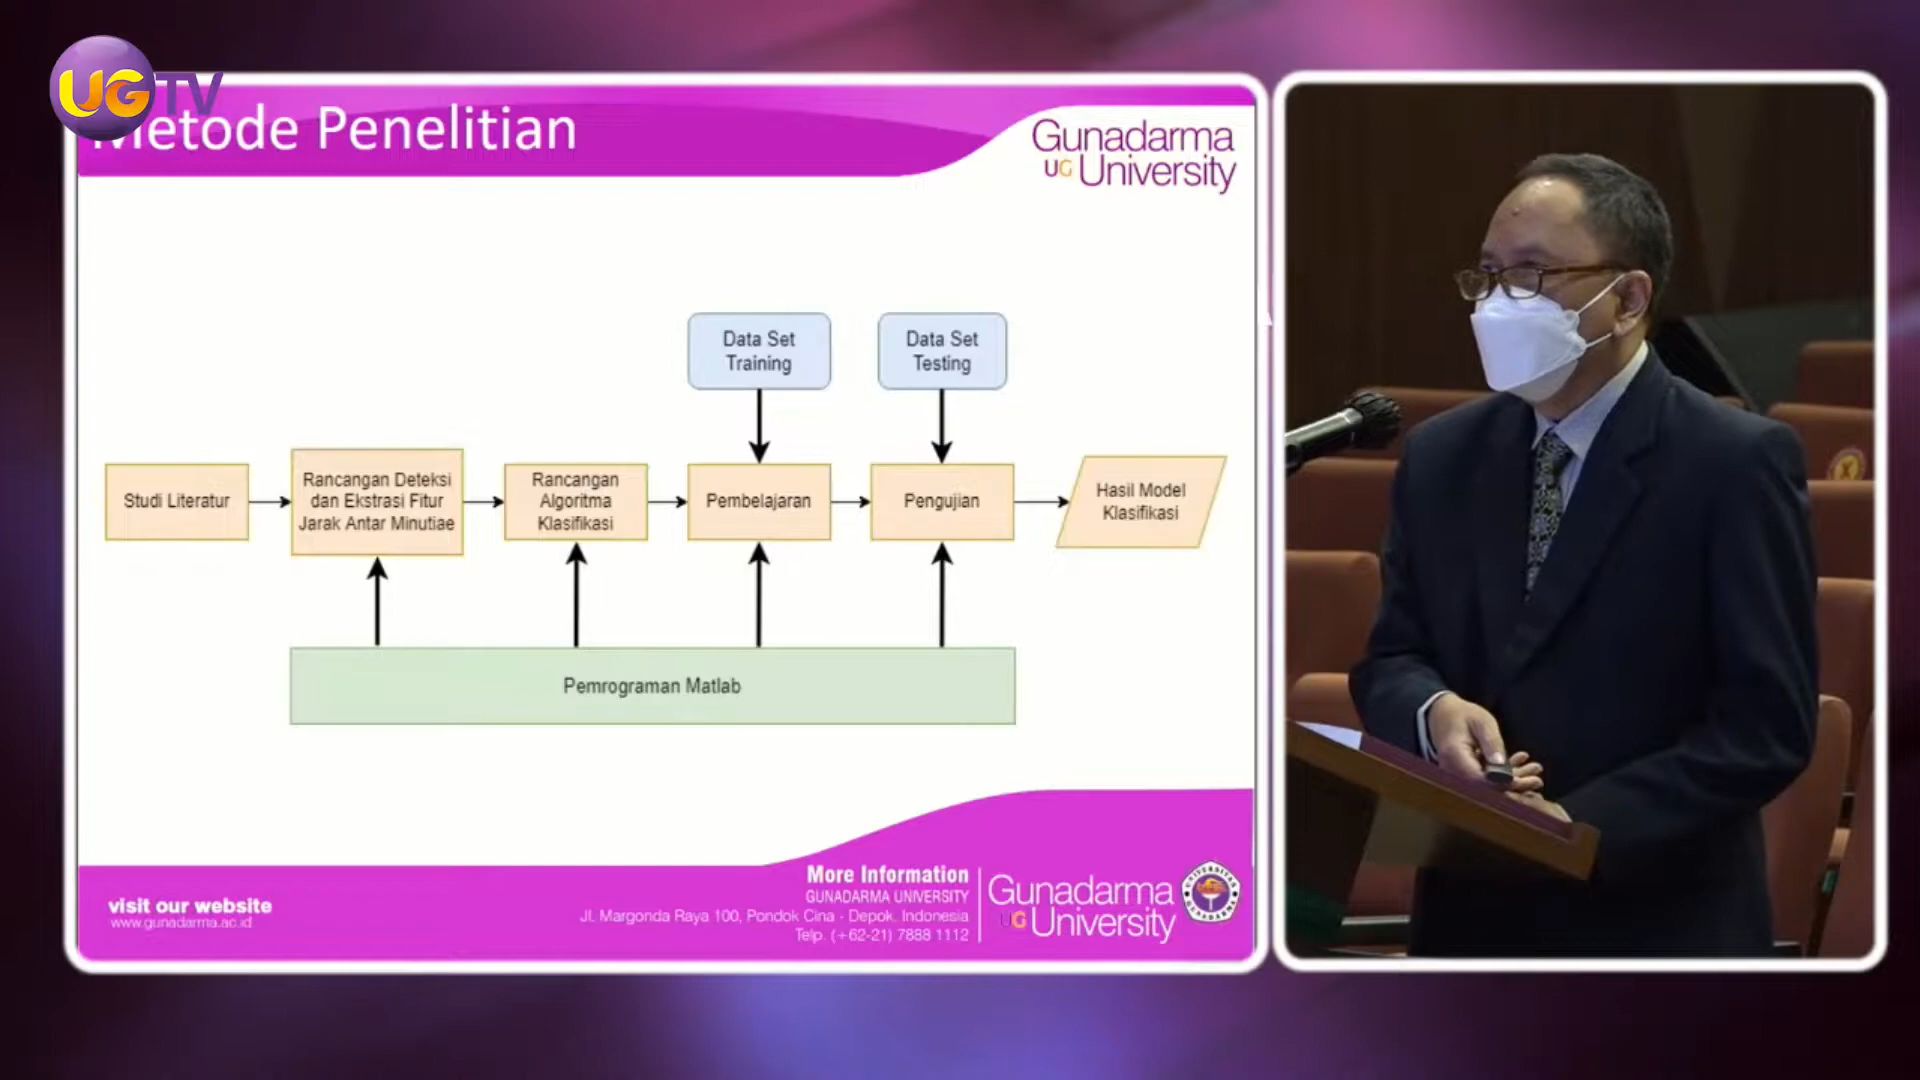 UGTV
Metode Penelitian
Gunadarma
UG University
Data Set
Training
Data Set
Testing
Studi Literatur
Rancangan Deteksi
dan Ekstrasi Fitur
Jarak Antar Minutiae
Rancangan
Algoritma
Klasifikasi
Pembelajaran
Pengujian
Hasil Model
Klasifikasi
Pemrograman Matlab
visit our website
www.gunadarma.ac.id
More Information
GUNADARMA UNIVERSITY
Jl. Margonda Raya 100, Pondok Cina - Depok. Indonesia
Telp. (+62-21) 7888 1112
Gunadarma
UG University
UNIVERSITAS
GUNADARMA